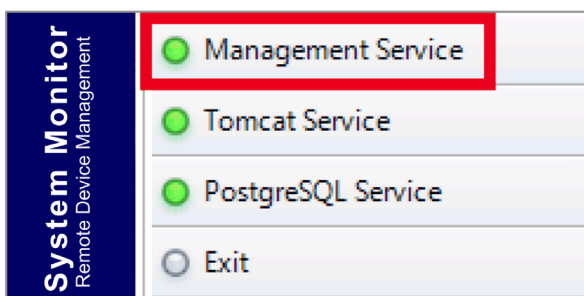 System Monitor
Remote Device Management
Management Service
Tomcat Service
PostgreSQL Service
Exit